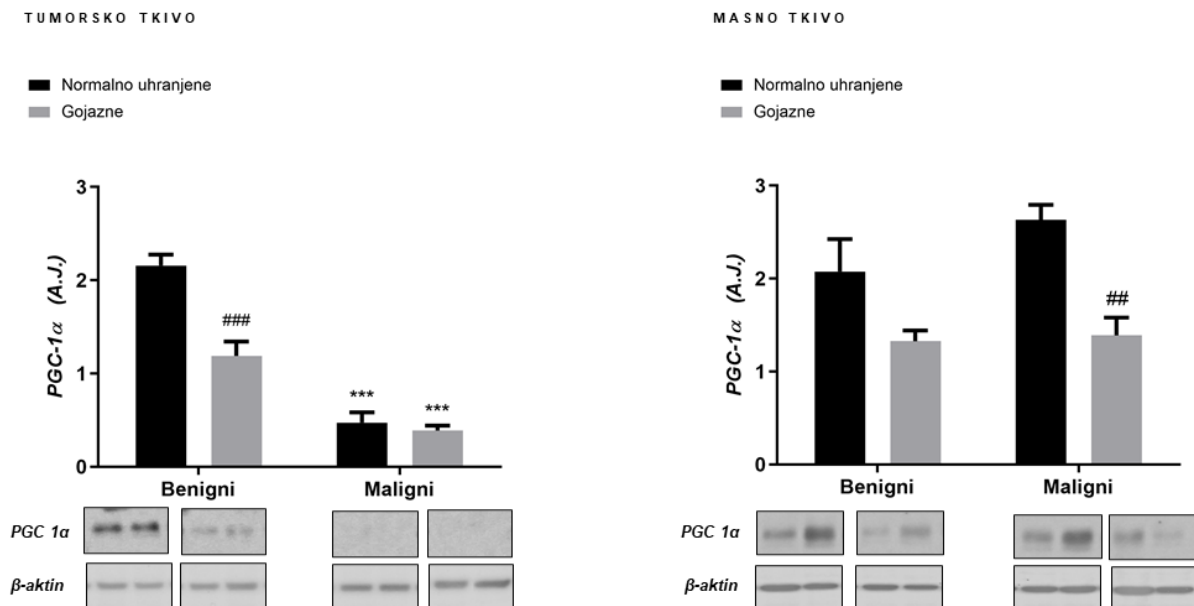 TUMORSKO TKIVO
Normalno uhranjene
Gojazne
PGC-1α (A.J.)
3
2
1
0
###
***
***
Benigni
Maligni
PGC 1α
β-aktin
MASNO TKIVO
Normalno uhranjene
Gojazne
PGC-1α (A.J.)
3
2
1
0
##
Benigni
Maligni
PGC 1α
β-aktin